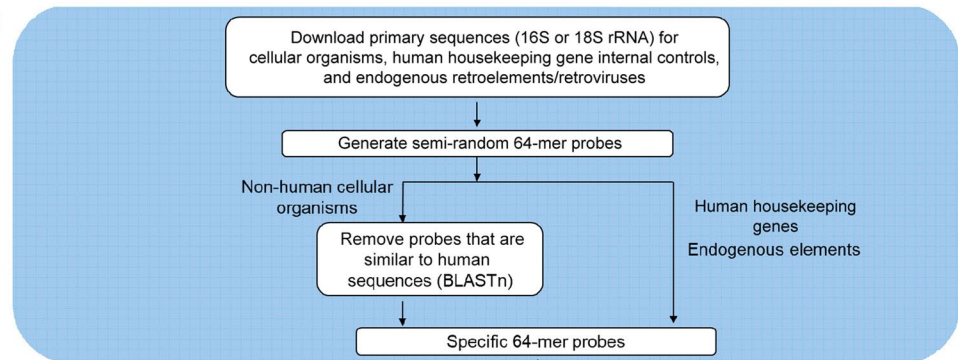 Download primary sequences (16S or 18S rRNA) for
cellular organisms, human housekeeping gene internal controls,
and endogenous retroelements/retroviruses
Generate semi-random 64-mer probes
Non-human cellular
organisms
Human housekeeping
genes
Endogenous elements
Remove probes that are
similar to human
sequences (BLASTn)
Specific 64-mer probes